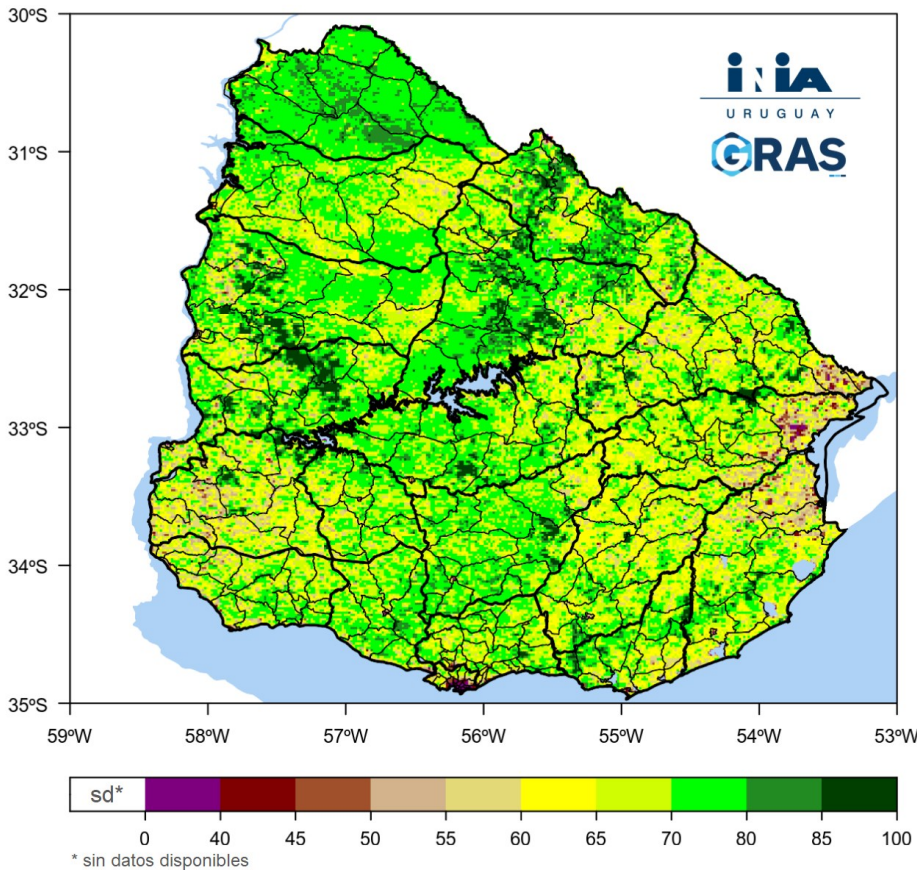 30ºS
31ºS
32ºS
33ºS
34ºS
35ºS
INIA
URUGUAY
GRAS
59ºW 58ºW 57ºW 56ºW 55ºW 54ºW 53ºW
sd*
0 40 45 50 55 60 65 70 80 85 100
* sin datos disponibles